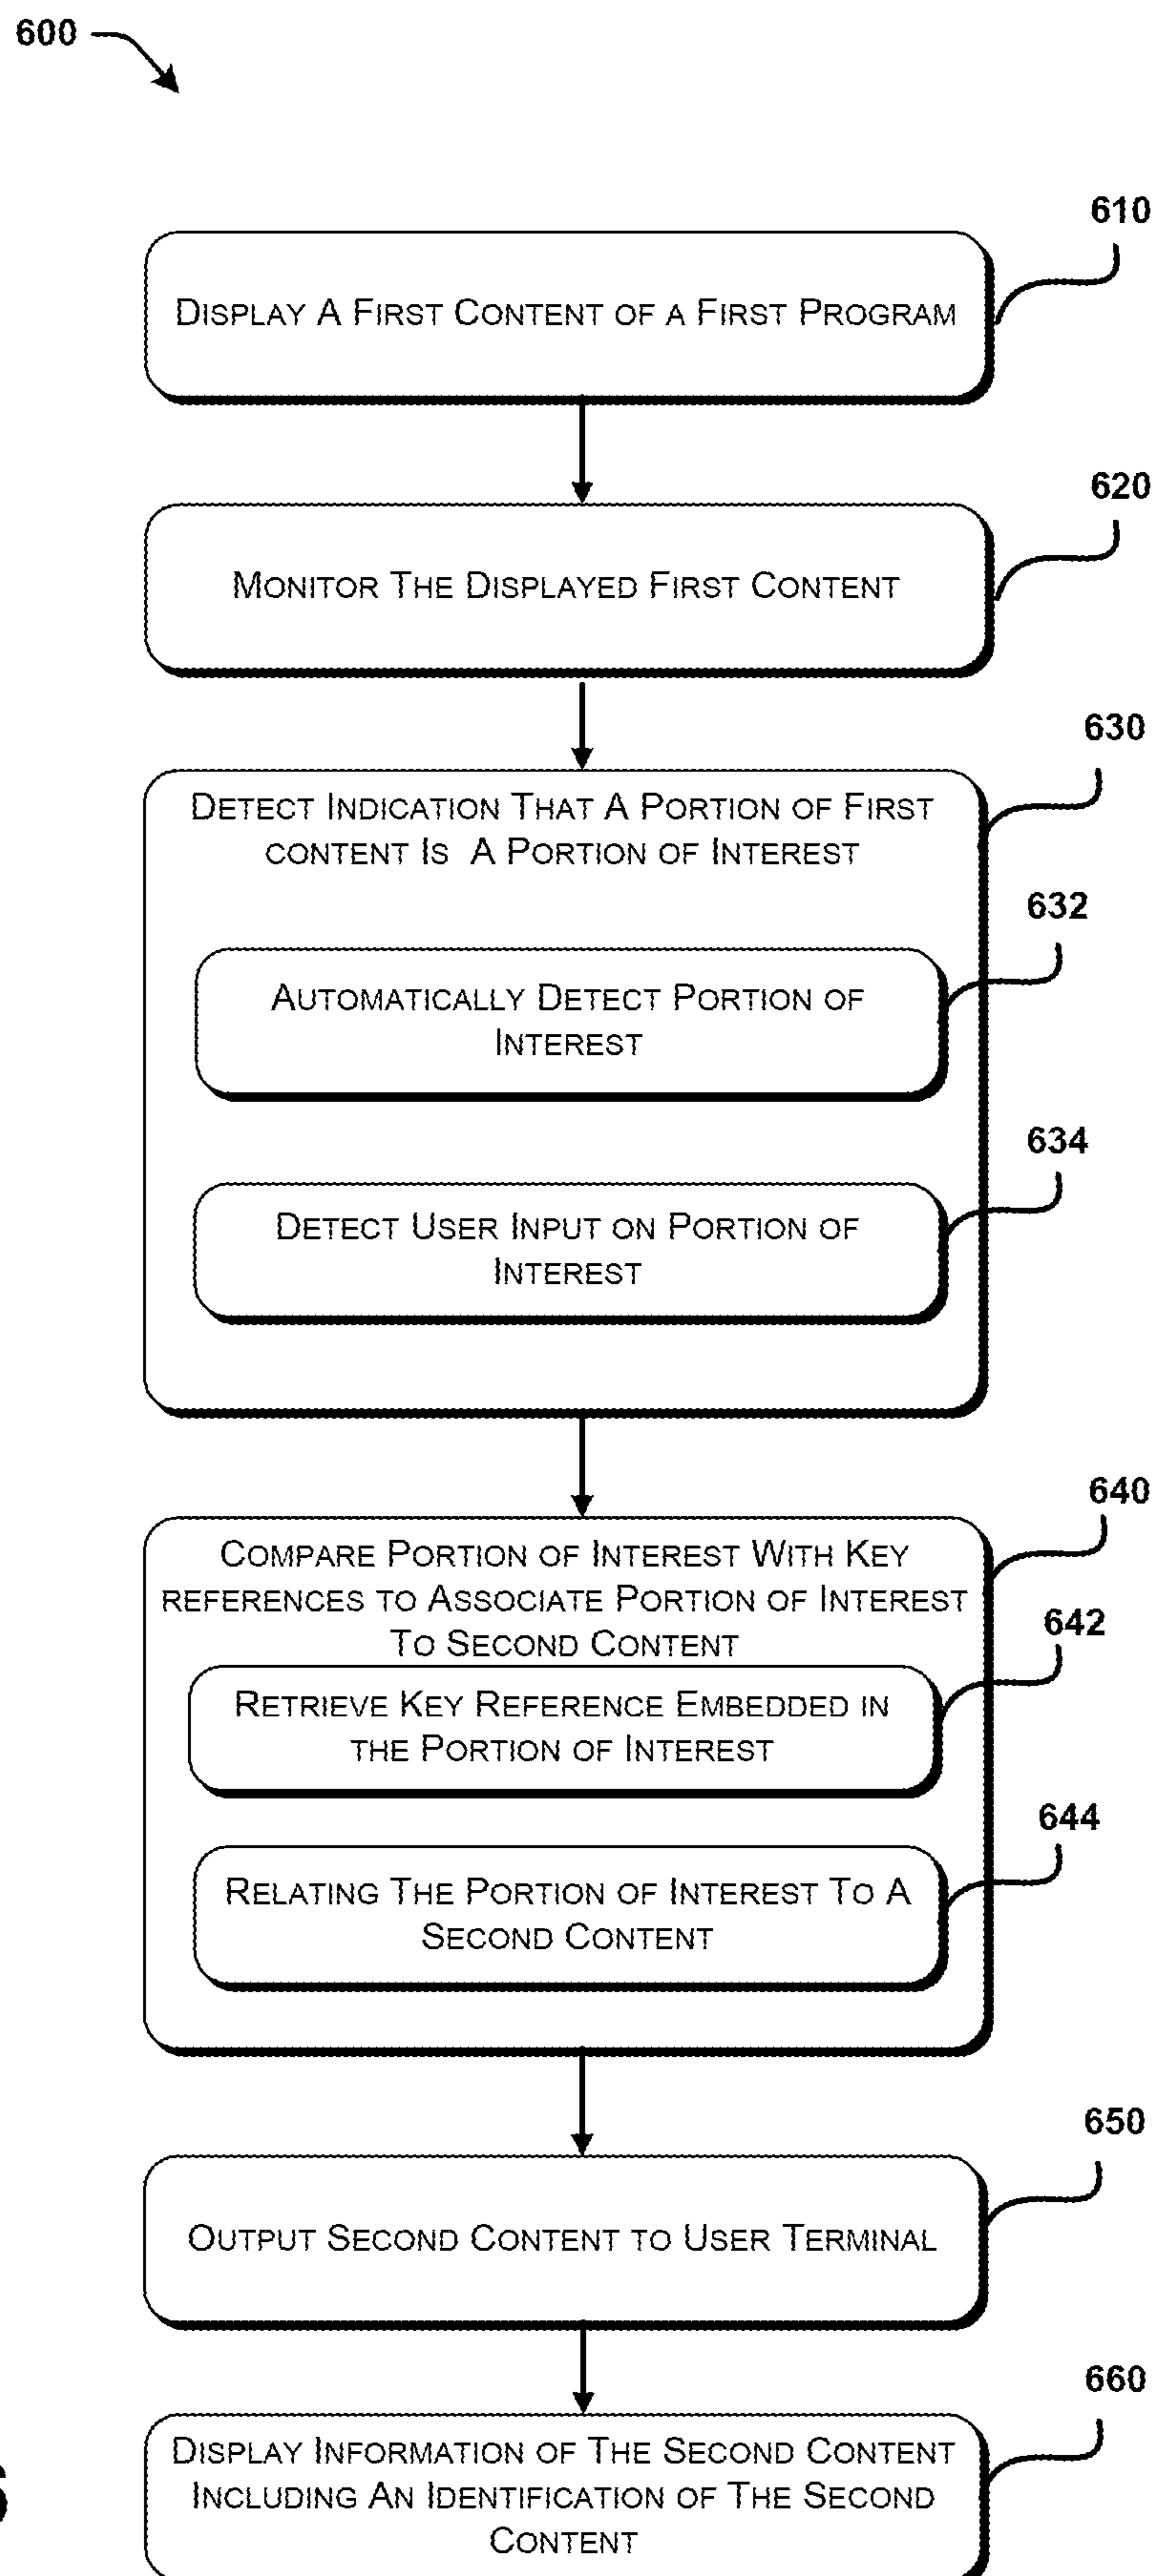 600
610
DISPLAY A FIRST CONTENT OF A FIRST PROGRAM
620
MONITOR THE DISPLAYED FIRST CONTENT
630
DETECT INDICATION THAT A PORTION OF FIRST
CONTENT IS A PORTION OF INTEREST
632
AUTOMATICALLY DETECT PORTION OF
INTEREST
634
DETECT USER INPUT ON PORTION OF
INTEREST
640
COMPARE PORTION OF INTEREST WITH KEY
REFERENCES TO ASSOCIATE PORTION OF INTEREST
TO SECOND CONTENT
642
RETRIEVE KEY REFERENCE EMBEDDED IN
THE PORTION OF INTEREST
644
RELATING THE PORTION OF INTEREST TO A
SECOND CONTENT
650
OUTPUT SECOND CONTENT TO USER TERMINAL
660
DISPLAY INFORMATION OF THE SECOND CONTENT
INCLUDING AN IDENTIFICATION OF THE SECOND
CONTENT